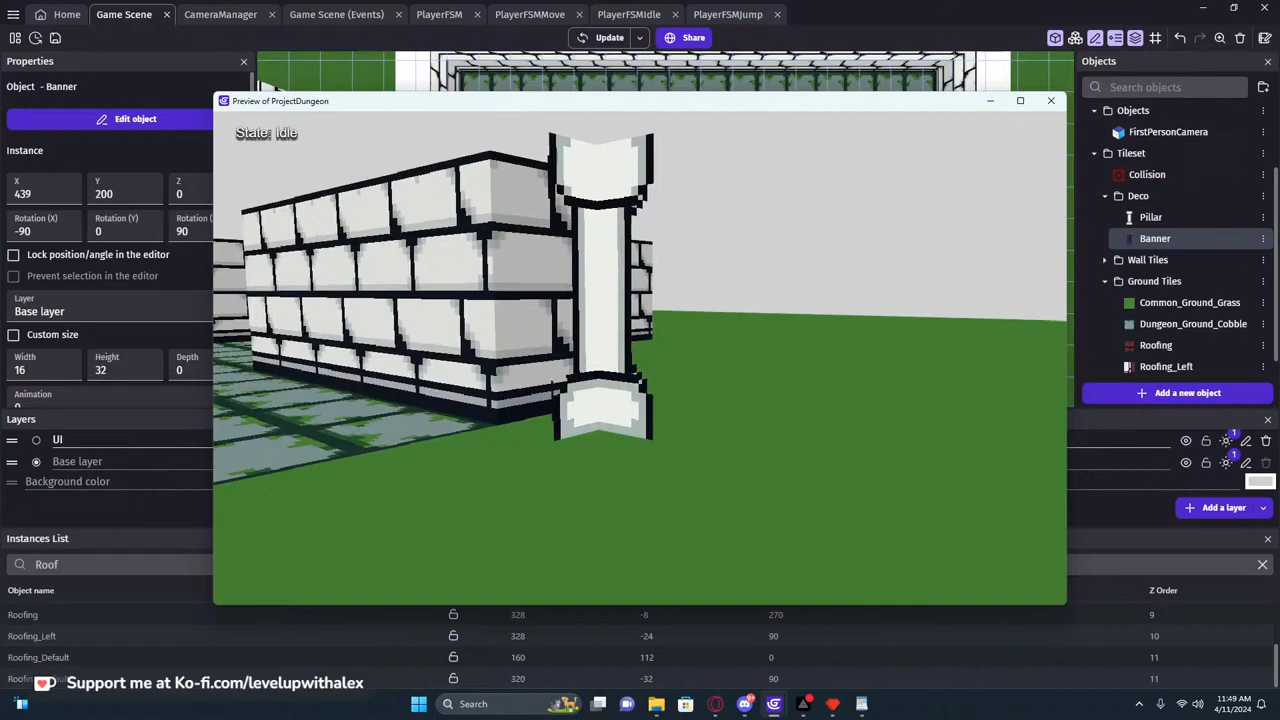 Home
Game Scene
CameraManager
Game Scene (Events)
PlayerFSM
PlayerFSMMove
PlayerFSMIdle
PlayerFSMJump
Update
Share
Properties
Objects
Object - Banner
Search objects
Preview of ProjectDungeon
Edit object
State: Idle
Objects
FirstPersonCamera
Instance
Tileset
X
Y
Z
439
200
0
Collision
Deco
Rotation (X)
Rotation (Y)
Rotation (
-90
0
90
Pillar
Banner
Lock position/angle in the editor
Wall Tiles
Prevent selection in the editor
Ground Tiles
Layer
Base layer
Common_Ground_Grass
Custom size
Dungeon_Ground_Cobble
Width
Height
Depth
16
32
0
Roofing
Roofing_Left
Animation
0
Add a new object
Layers
UI
1
Base layer
1
Background color
Add a layer
Instances List
Roof
Object name
Z Order
Roofing
328
-8
270
9
Roofing_Left
328
-24
90
10
Roofing_Default
160
112
0
11
320
-32
90
11
Support me at Ko-fi.com/levelupwithalex
Search
9+
11:49 AM
4/11/2024